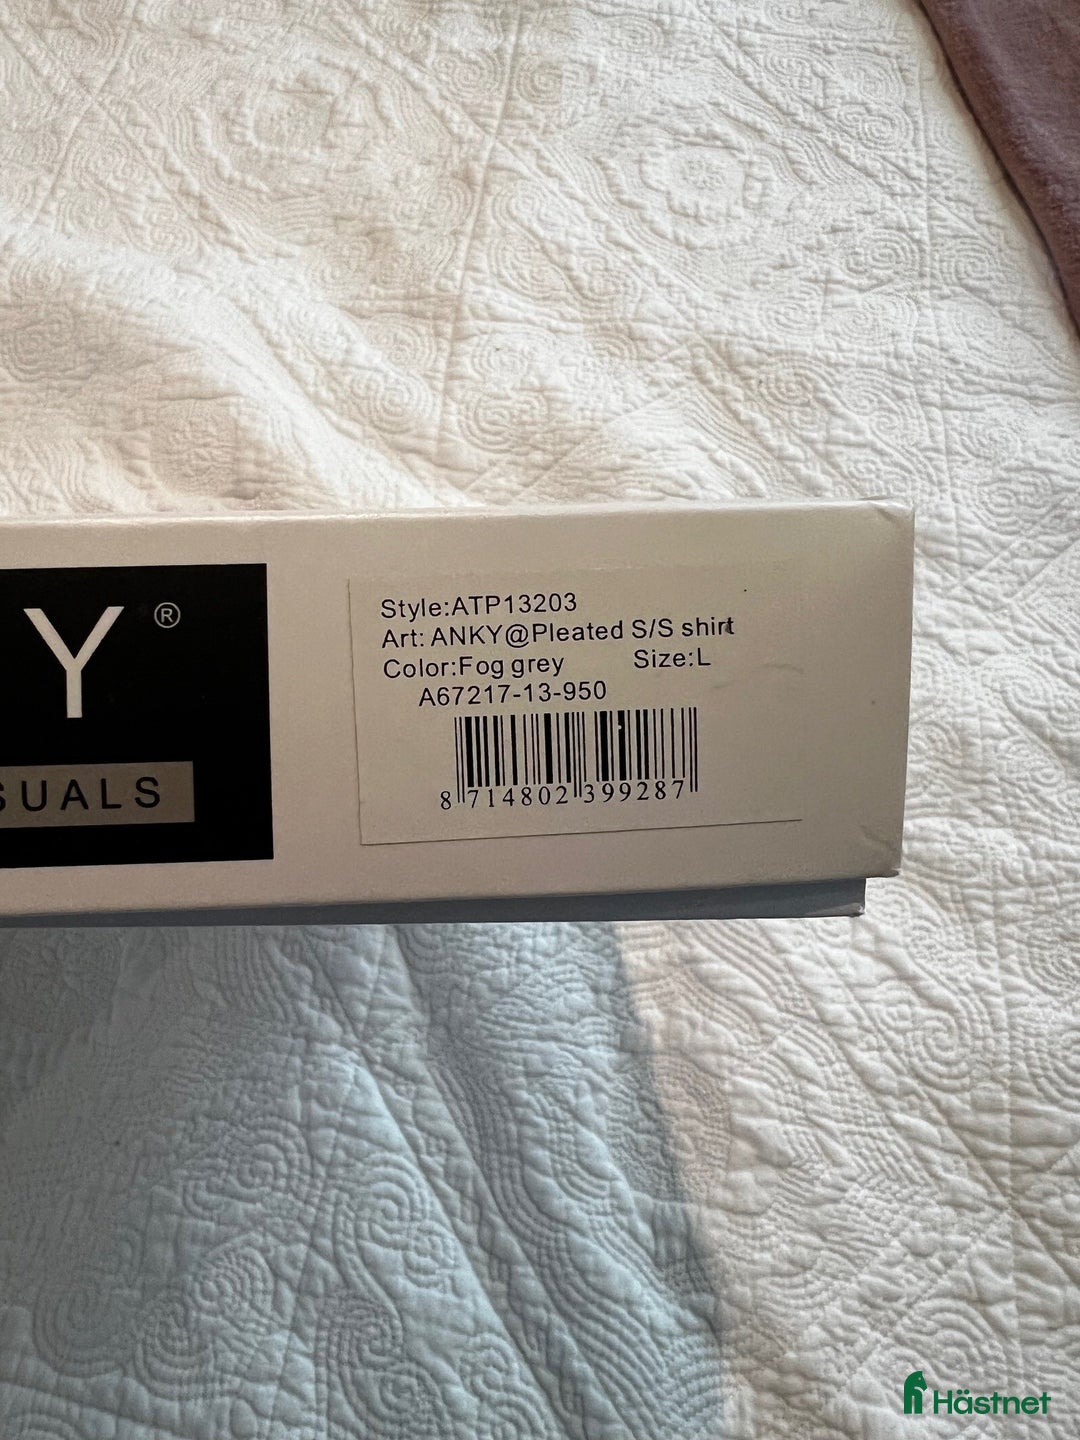 Y®
SUALS
Style:ATP13203
Art: ANKY@Pleated S/S shirt
Color:Fog grey Size:L
A67217-13-950
8 714802 399287
Hästnet